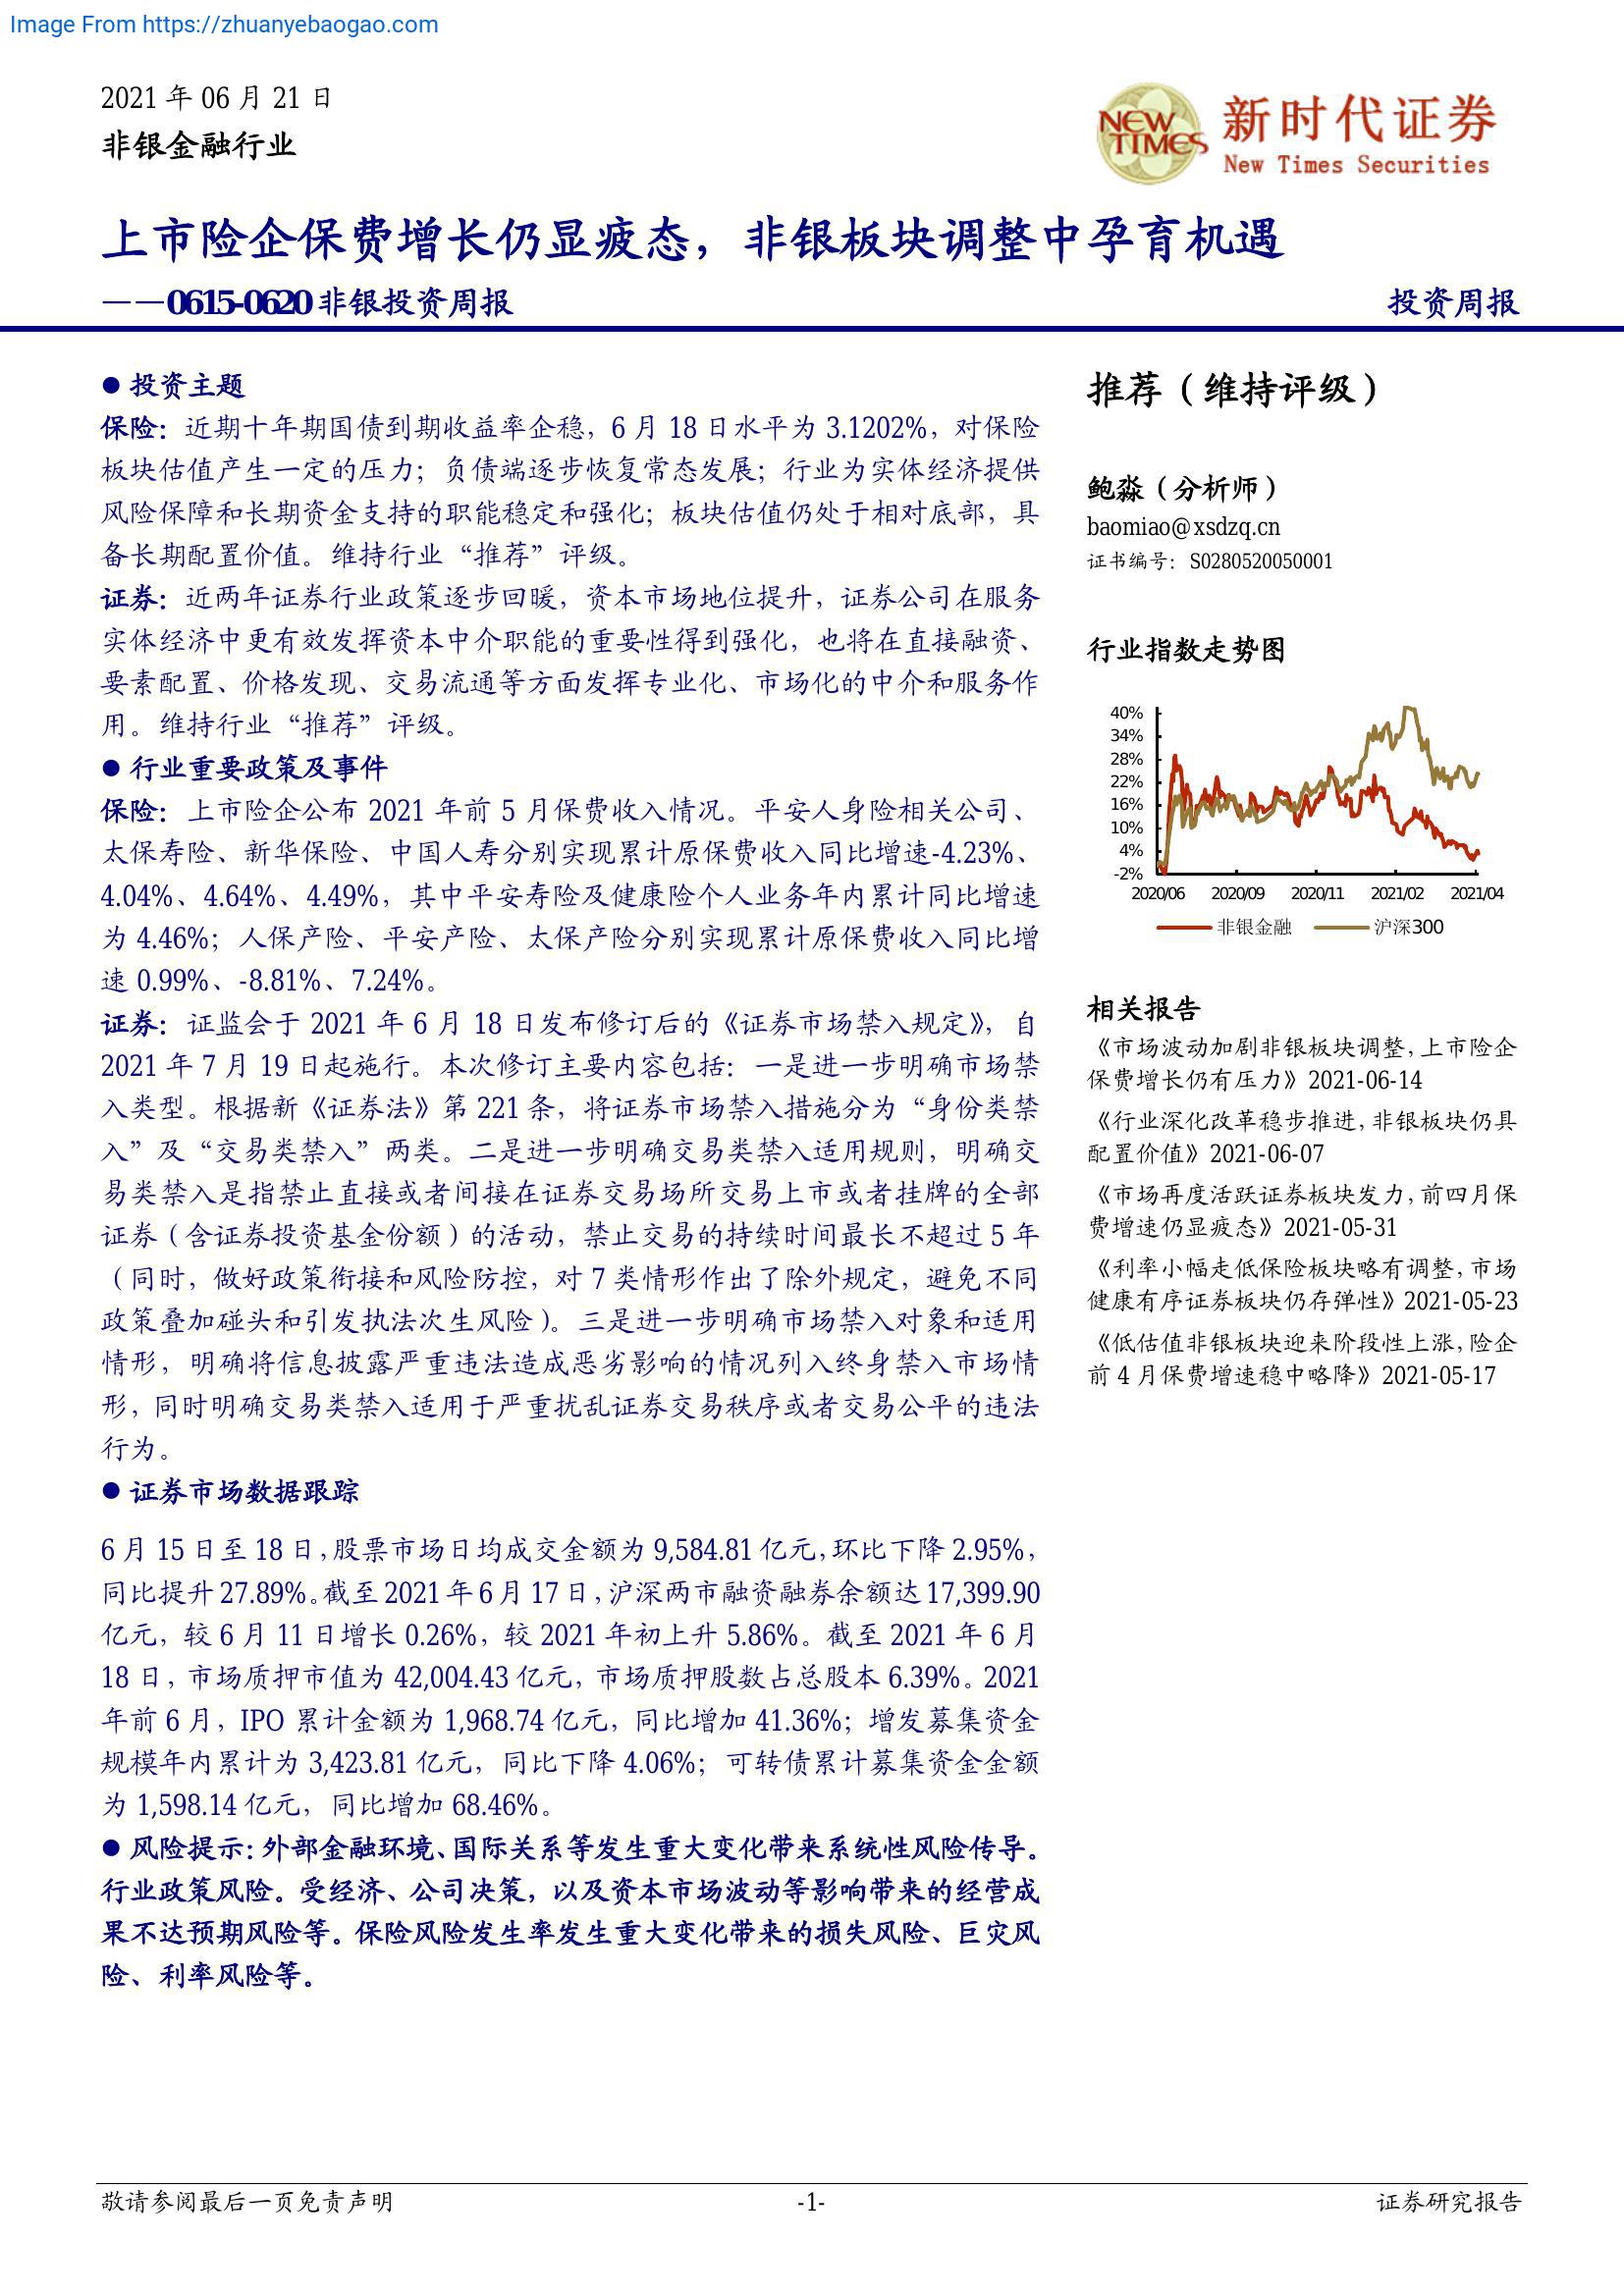 Image From https://zhuanyebaogao.com
2021 年 06 月 21 日
非银金融行业
NEW TIMES
新时代证券
New Times Securities
上市险企保费增长仍显疲态，非银板块调整中孕育机遇
——0615-0620非银投资周报
投资周报
● 投资主题
保险：近期十年期国债到期收益率企稳，6 月 18 日水平为 3.1202%，对保险
板块估值产生一定的压力；负债端逐步恢复常态发展；行业为实体经济提供
风险保障和长期资金支持的职能稳定和强化；板块估值仍处于相对底部，具
备长期配置价值。维持行业“推荐”评级。
证券：近两年证券行业政策逐步回暖，资本市场地位提升，证券公司在服务
实体经济中更有效发挥资本中介职能的重要性得到强化，也将在直接融资、
要素配置、价格发现、交易流通等方面发挥专业化、市场化的中介和服务作
用。维持行业“推荐”评级。
● 行业重要政策及事件
保险：上市险企公布 2021 年前 5 月保费收入情况。平安人身险相关公司、
太保寿险、新华保险、中国人寿分别实现累计原保费收入同比增速-4.23%、
4.04%、4.64%、4.49%，其中平安寿险及健康险个人业务年内累计同比增速
为 4.46%；人保产险、平安产险、太保产险分别实现累计原保费收入同比增
速 0.99%、-8.81%、7.24%。
证券：证监会于 2021 年 6 月 18 日发布修订后的《证券市场禁入规定》，自
2021 年 7 月 19 日起施行。本次修订主要内容包括：一是进一步明确市场禁
入类型。根据新《证券法》第 221 条，将证券市场禁入措施分为“身份类禁
入”及“交易类禁入”两类。二是进一步明确交易类禁入适用规则，明确交
易类禁入是指禁止直接或者间接在证券交易场所交易上市或者挂牌的全部
证券（含证券投资基金份额）的活动，禁止交易的持续时间最长不超过 5 年
（同时，做好政策衔接和风险防控，对 7 类情形作出了除外规定，避免不同
政策叠加碰头和引发执法次生风险）。三是进一步明确市场禁入对象和适用
情形，明确将信息披露严重违法造成恶劣影响的情况列入终身禁入市场情
形，同时明确交易类禁入适用于严重扰乱证券交易秩序或者交易公平的违法
行为。
● 证券市场数据跟踪
6 月 15 日至 18 日，股票市场日均成交金额为 9,584.81 亿元，环比下降 2.95%，
同比提升 27.89%。截至 2021 年 6 月 17 日，沪深两市融资融券余额达 17,399.90
亿元，较 6 月 11 日增长 0.26%，较 2021 年初上升 5.86%。截至 2021 年 6 月
18 日，市场质押市值为 42,004.43 亿元，市场质押股数占总股本 6.39%。2021
年前 6 月，IPO 累计金额为 1,968.74 亿元，同比增加 41.36%；增发募集资金
规模年内累计为 3,423.81 亿元，同比下降 4.06%；可转债累计募集资金金额
为 1,598.14 亿元，同比增加 68.46%。
● 风险提示：外部金融环境、国际关系等发生重大变化带来系统性风险传导。
行业政策风险。受经济、公司决策，以及资本市场波动等影响带来的经营成
果不达预期风险等。保险风险发生率发生重大变化带来的损失风险、巨灾风
险、利率风险等。
推荐（维持评级）
鲍淼（分析师）
baomiao@xsdzq.cn
证书编号：S0280520050001
行业指数走势图
40%
34%
28%
22%
16%
10%
4%
-2%
2020/06 2020/09 2020/11 2021/02 2021/04
非银金融 沪深300
相关报告
《市场波动加剧非银板块调整，上市险企
保费增长仍有压力》2021-06-14
《行业深化改革稳步推进，非银板块仍具
配置价值》2021-06-07
《市场再度活跃证券板块发力，前四月保
费增速仍显疲态》2021-05-31
《利率小幅走低保险板块略有调整，市场
健康有序证券板块仍存弹性》2021-05-23
《低估值非银板块迎来阶段性上涨，险企
前 4 月保费增速稳中略降》2021-05-17
敬请参阅最后一页免责声明
-1-
证券研究报告